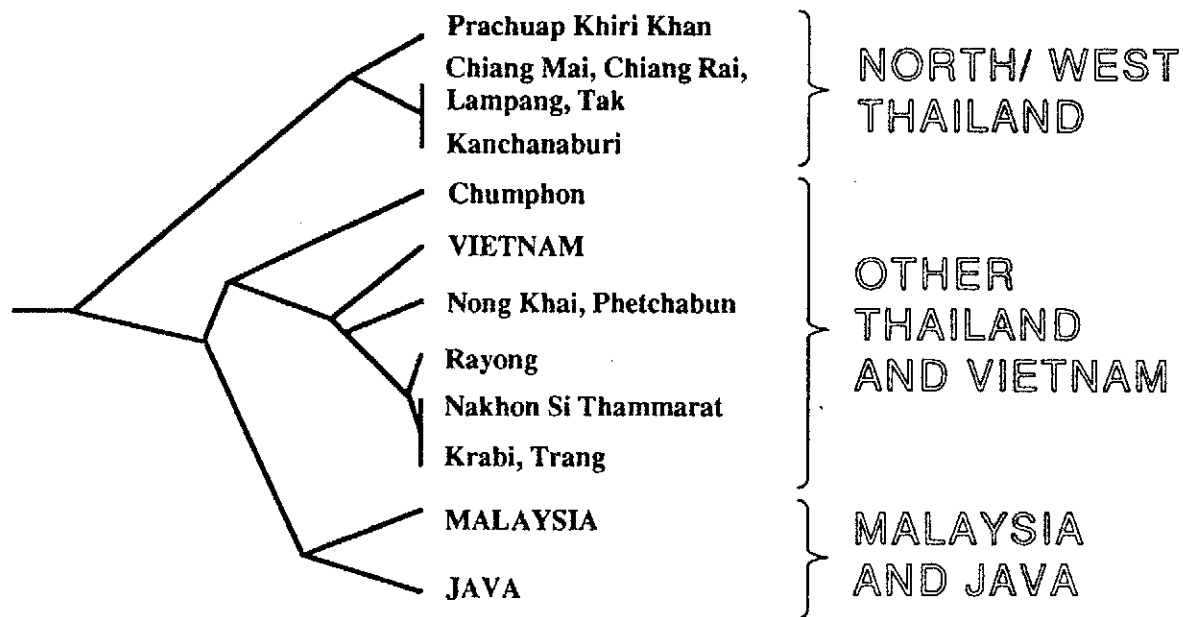 Prachuap Khiri Khan
Chiang Mai, Chiang Rai,
Lampang, Tak
Kanchanaburi
NORTH/ WEST
THAILAND
Chumphon
VIETNAM
Nong Khai, Phetchabun
Rayong
Nakhon Si Thammarat
Krabi, Trang
OTHER
THAILAND
AND VIETNAM
MALAYSIA
JAVA
MALAYSIA
AND JAVA